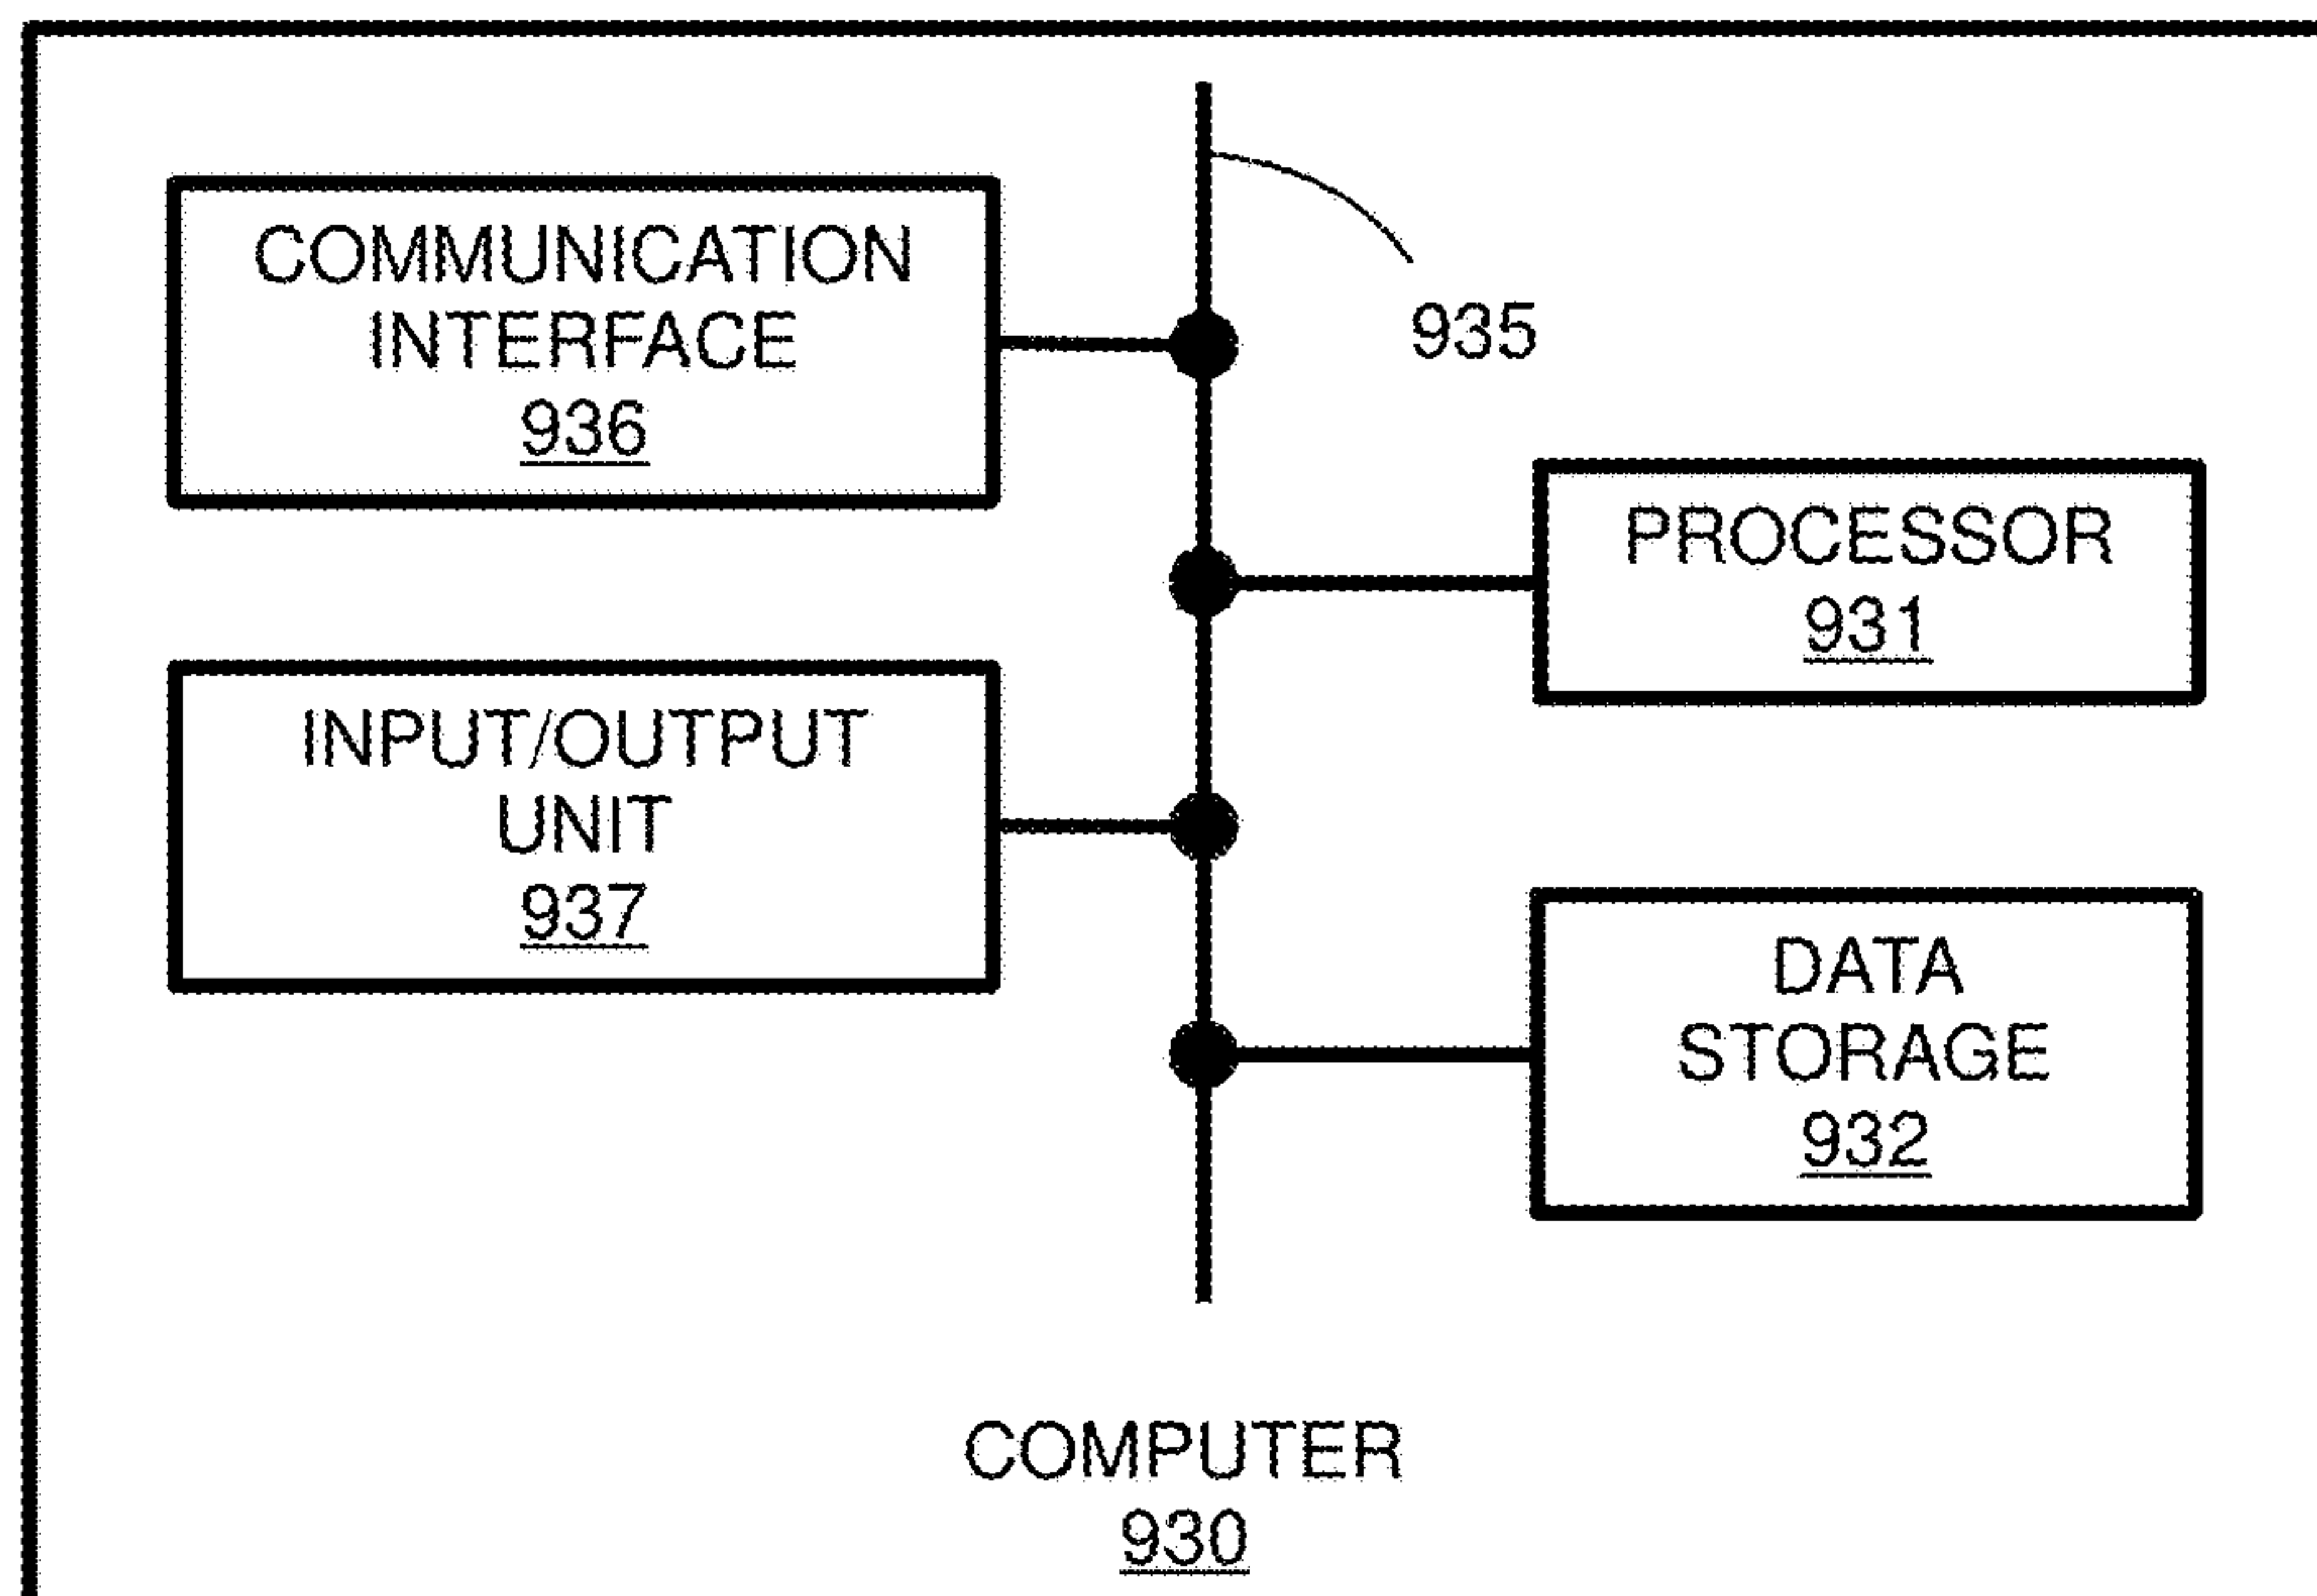 COMMUNICATION
INTERFACE
936
935
PROCESSOR
931
INPUT/OUTPUT
UNIT
937
DATA
STORAGE
932
COMPUTER
930